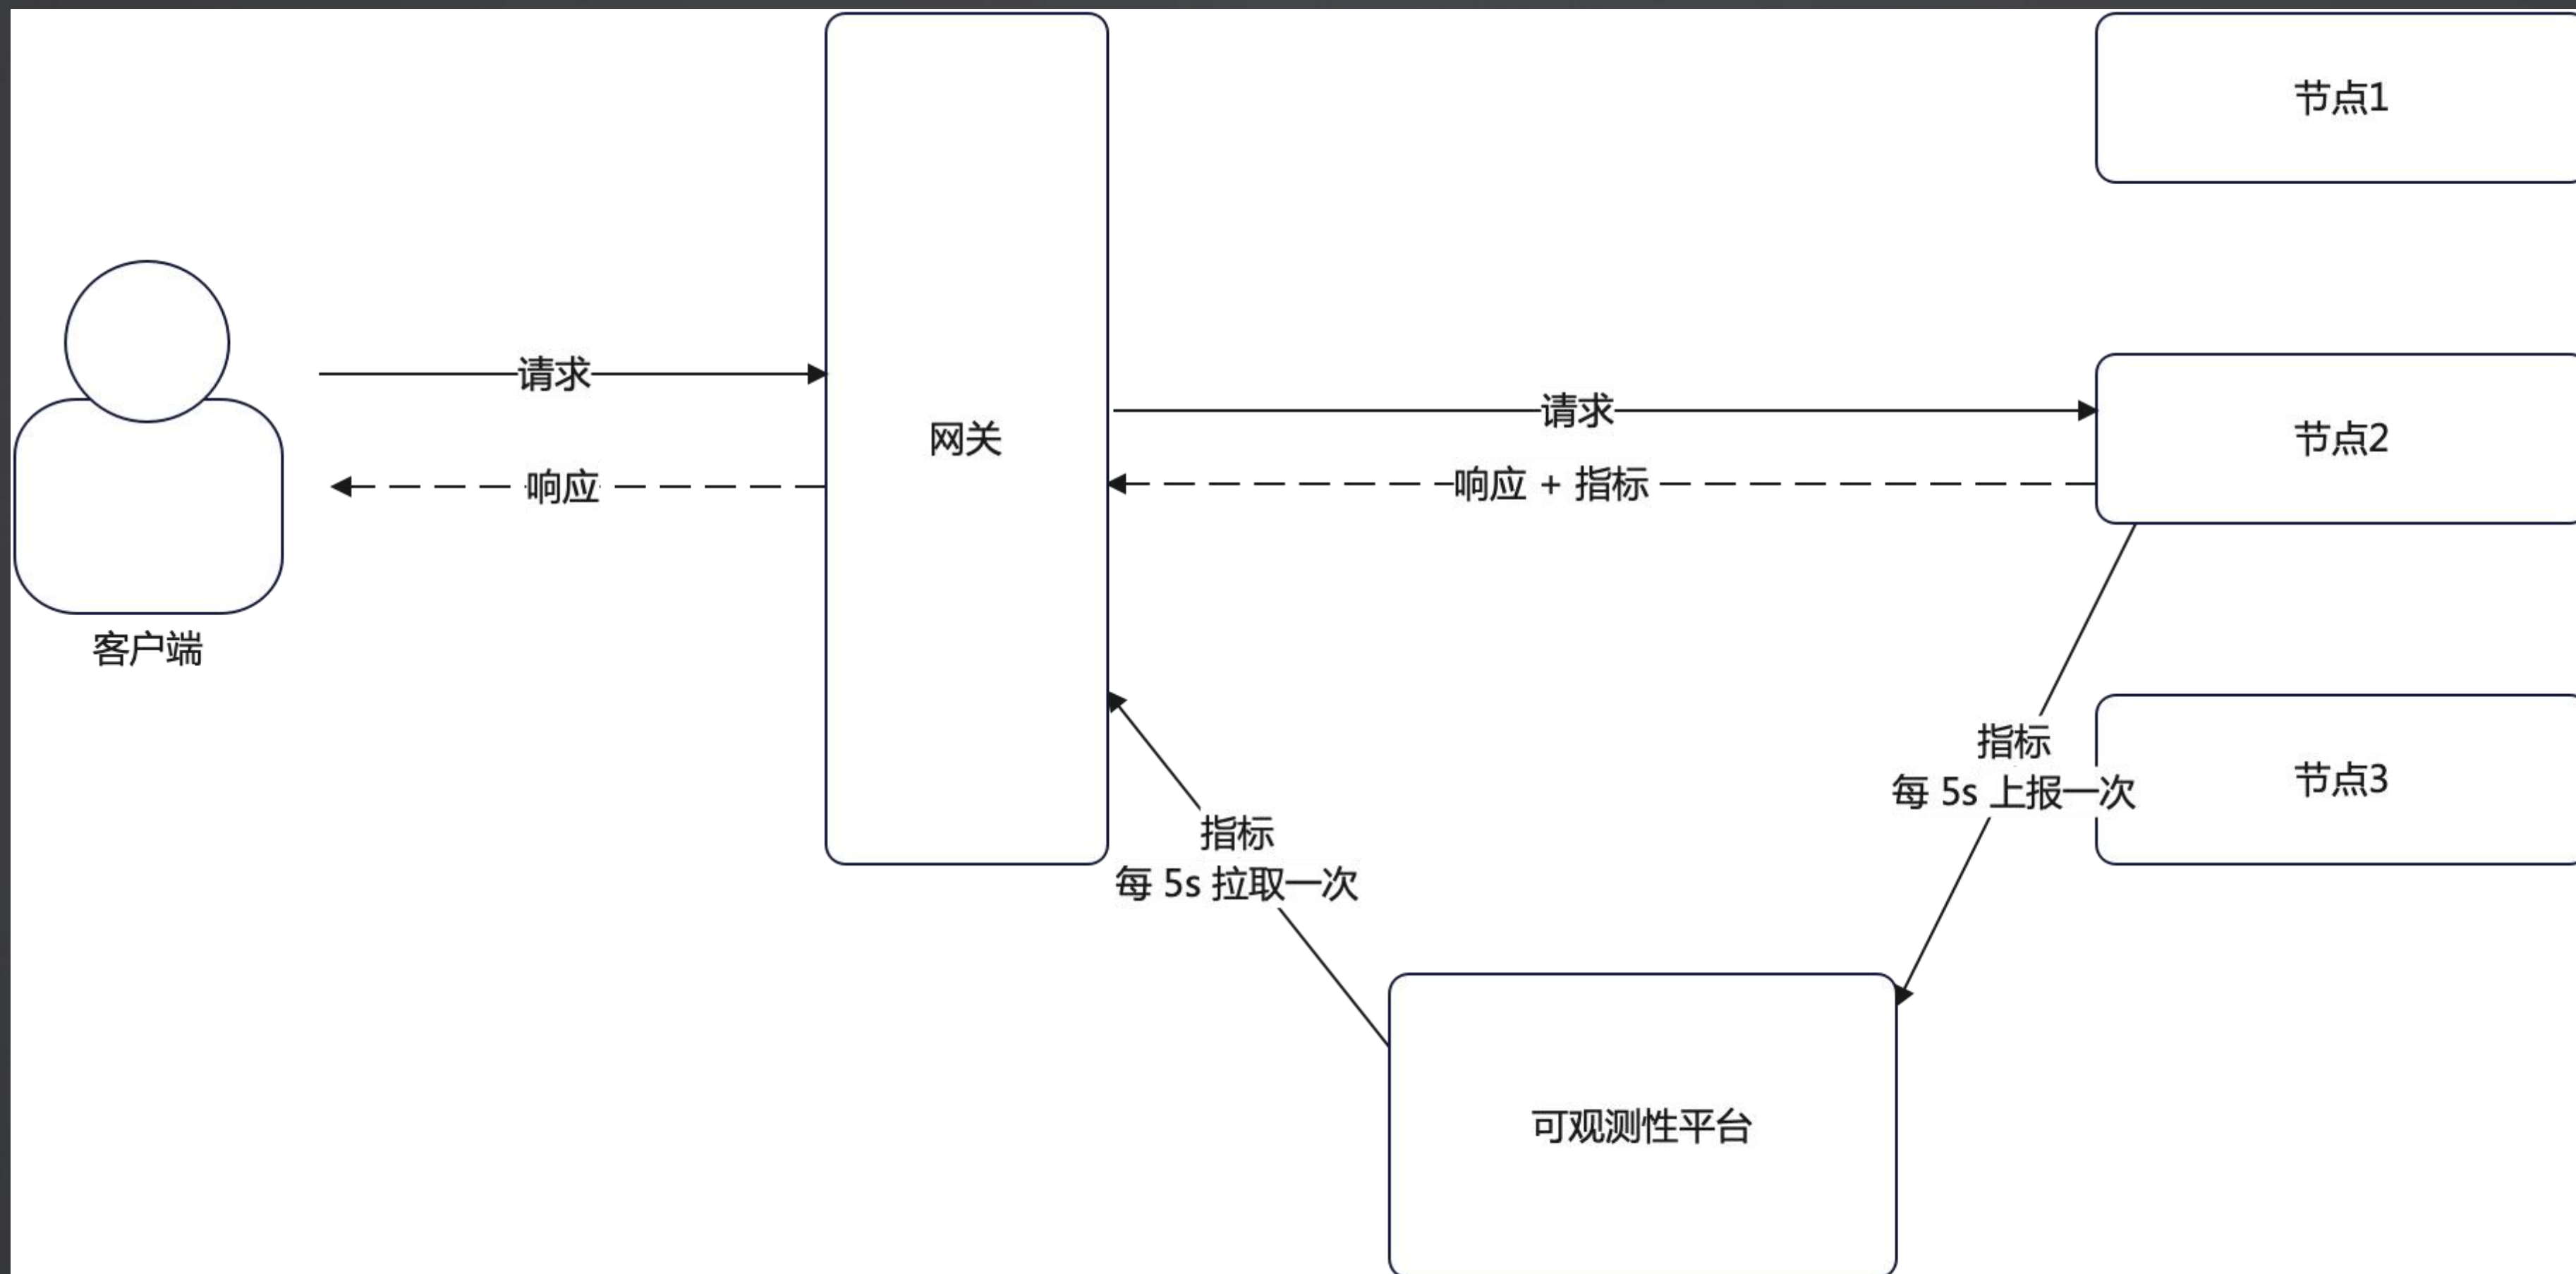 节点1
请求
请求
网关
节点2
响应
响应 + 指标
客户端
指标
每 5s 上报一次
节点3
指标
每 5s 拉取一次
可观测性平台